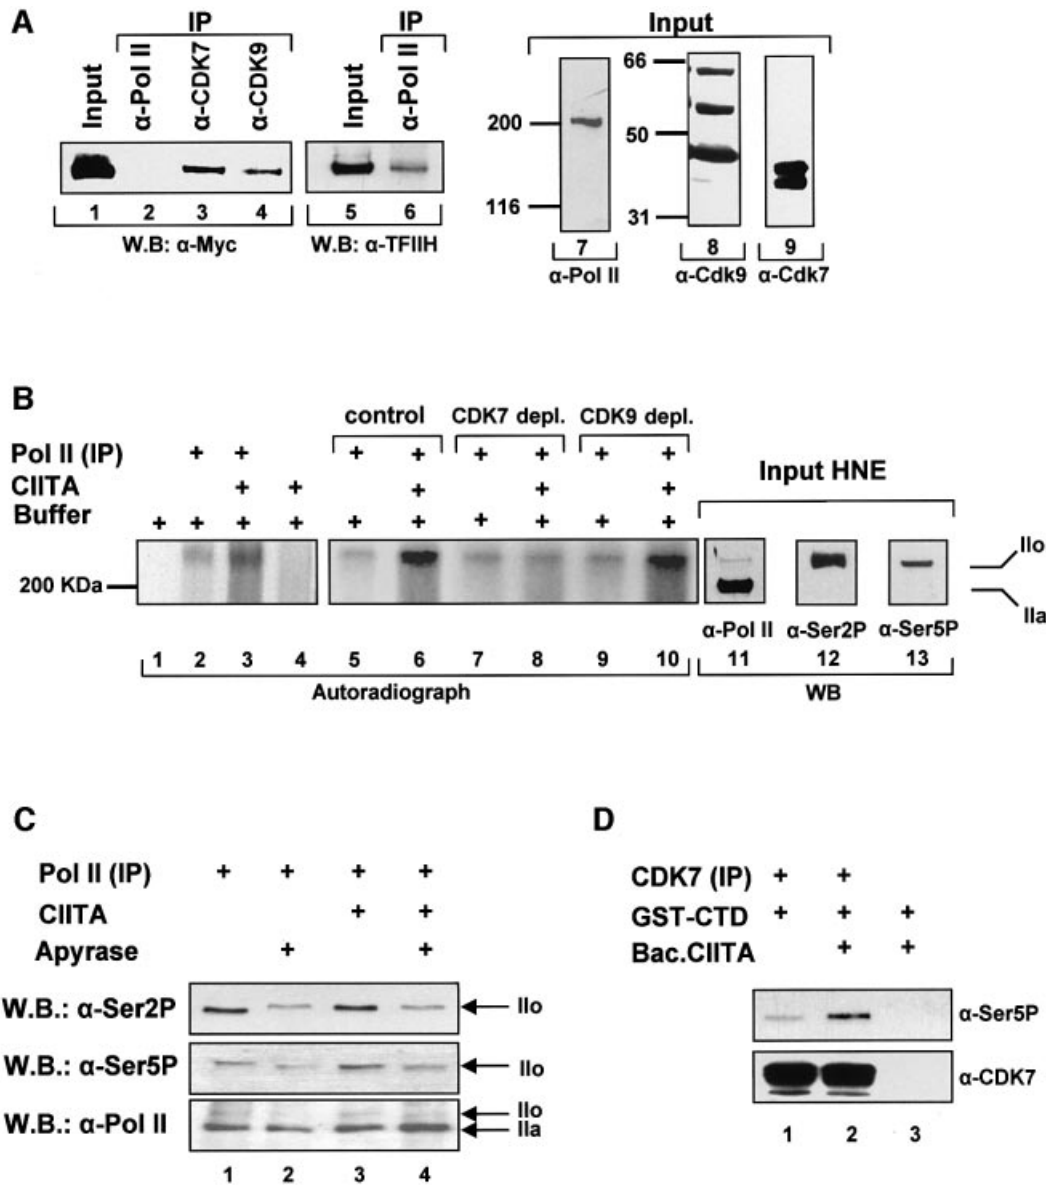 A
IP
IP
Input
Input
α-Pol II
α-CDK7
α-CDK9
Input
α-Pol II
66
200
50
116
31
1 2 3 4
5 6
7 8 9
W.B: α-Myc
W.B: α-TFIIH
α-Pol II
α-Cdk9
α-Cdk7
B
control
CDK7 depl.
CDK9 depl.
Pol II (IP) + + + + + + + +
CIITA + + + + +
Buffer + + + + + + + + + +
Input HNE
200 KDa
IIo
IIa
α-Pol II
α-Ser2P
α-Ser5P
1 2 3 4 5 6 7 8 9 10 11 12 13
Autoradiograph
WB
C
Pol II (IP) + + + +
CIITA + +
Apyrase + +
W.B.: α-Ser2P
IIo
W.B.: α-Ser5P
IIo
W.B.: α-Pol II
IIo
IIa
1 2 3 4
D
CDK7 (IP) + +
GST-CTD + + +
Bac.CIITA + +
α-Ser5P
α-CDK7
1 2 3